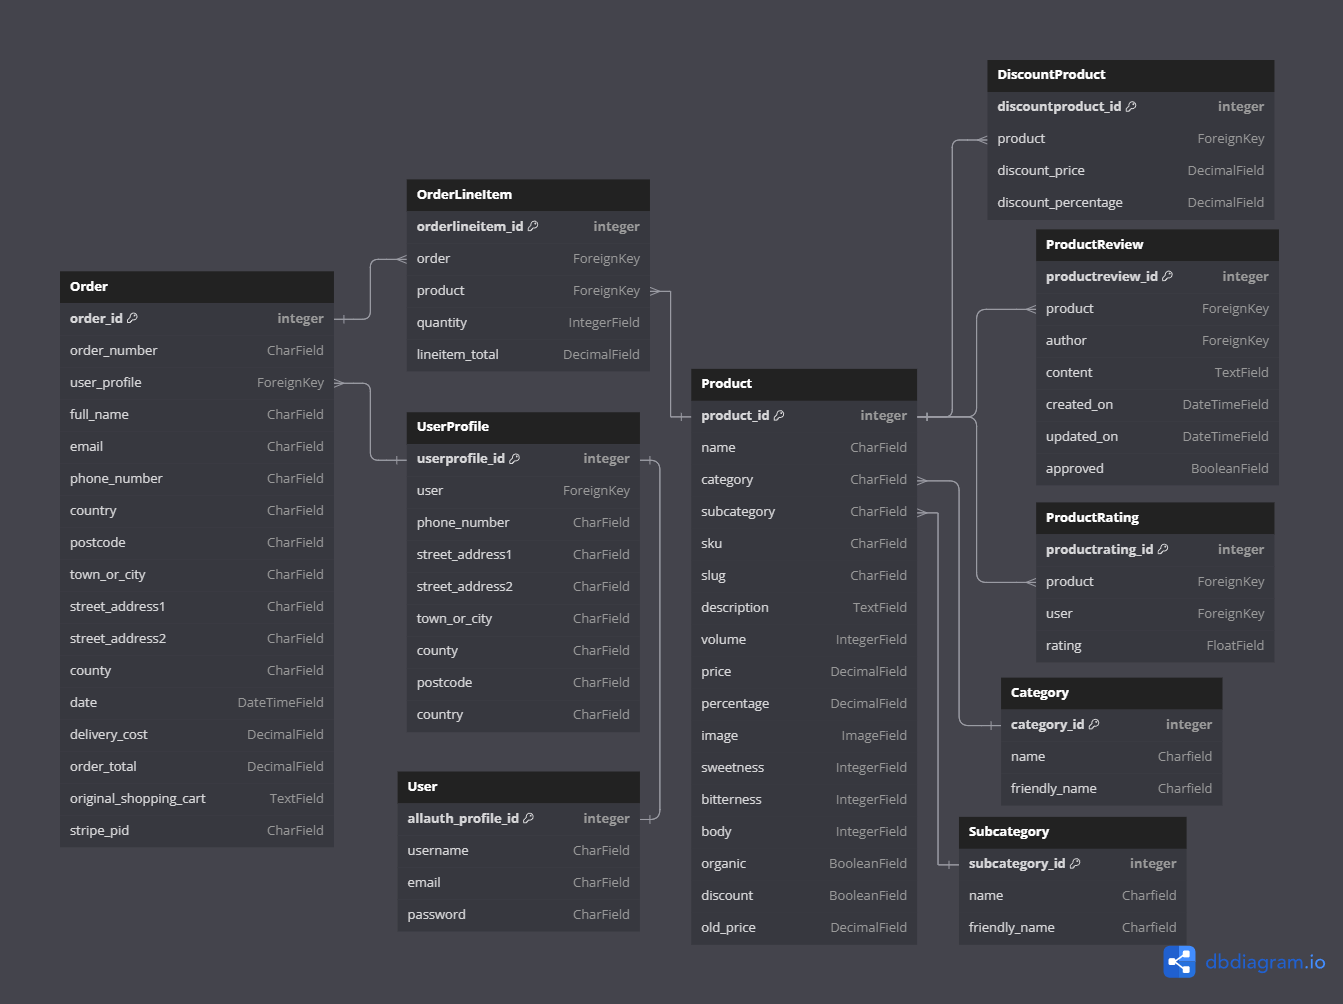 Order
order_id integer
order_number CharField
user_profile ForeignKey
full_name CharField
email CharField
phone_number CharField
country CharField
postcode CharField
town_or_city CharField
street_address1 CharField
street_address2 CharField
county CharField
date DateTimeField
delivery_cost DecimalField
order_total DecimalField
original_shopping_cart TextField
stripe_pid CharField
OrderLineItem
orderlineitem_id integer
order ForeignKey
product ForeignKey
quantity IntegerField
lineitem_total DecimalField
UserProfile
userprofile_id integer
user ForeignKey
phone_number CharField
street_address1 CharField
street_address2 CharField
town_or_city CharField
county CharField
postcode CharField
country CharField
User
allauth_profile_id integer
username CharField
email CharField
password CharField
Product
product_id integer
name CharField
category CharField
subcategory CharField
sku CharField
slug CharField
description TextField
volume IntegerField
price DecimalField
percentage DecimalField
image ImageField
sweetness IntegerField
bitterness IntegerField
body IntegerField
organic BooleanField
discount BooleanField
old_price DecimalField
DiscountProduct
discountproduct_id integer
product ForeignKey
discount_price DecimalField
discount_percentage DecimalField
ProductReview
productreview_id integer
product ForeignKey
author ForeignKey
content TextField
created_on DateTimeField
updated_on DateTimeField
approved BooleanField
ProductRating
productrating_id integer
product ForeignKey
user ForeignKey
rating FloatField
Category
category_id integer
name Charfield
friendly_name Charfield
Subcategory
subcategory_id integer
name Charfield
friendly_name Charfield
dbdiagram.io